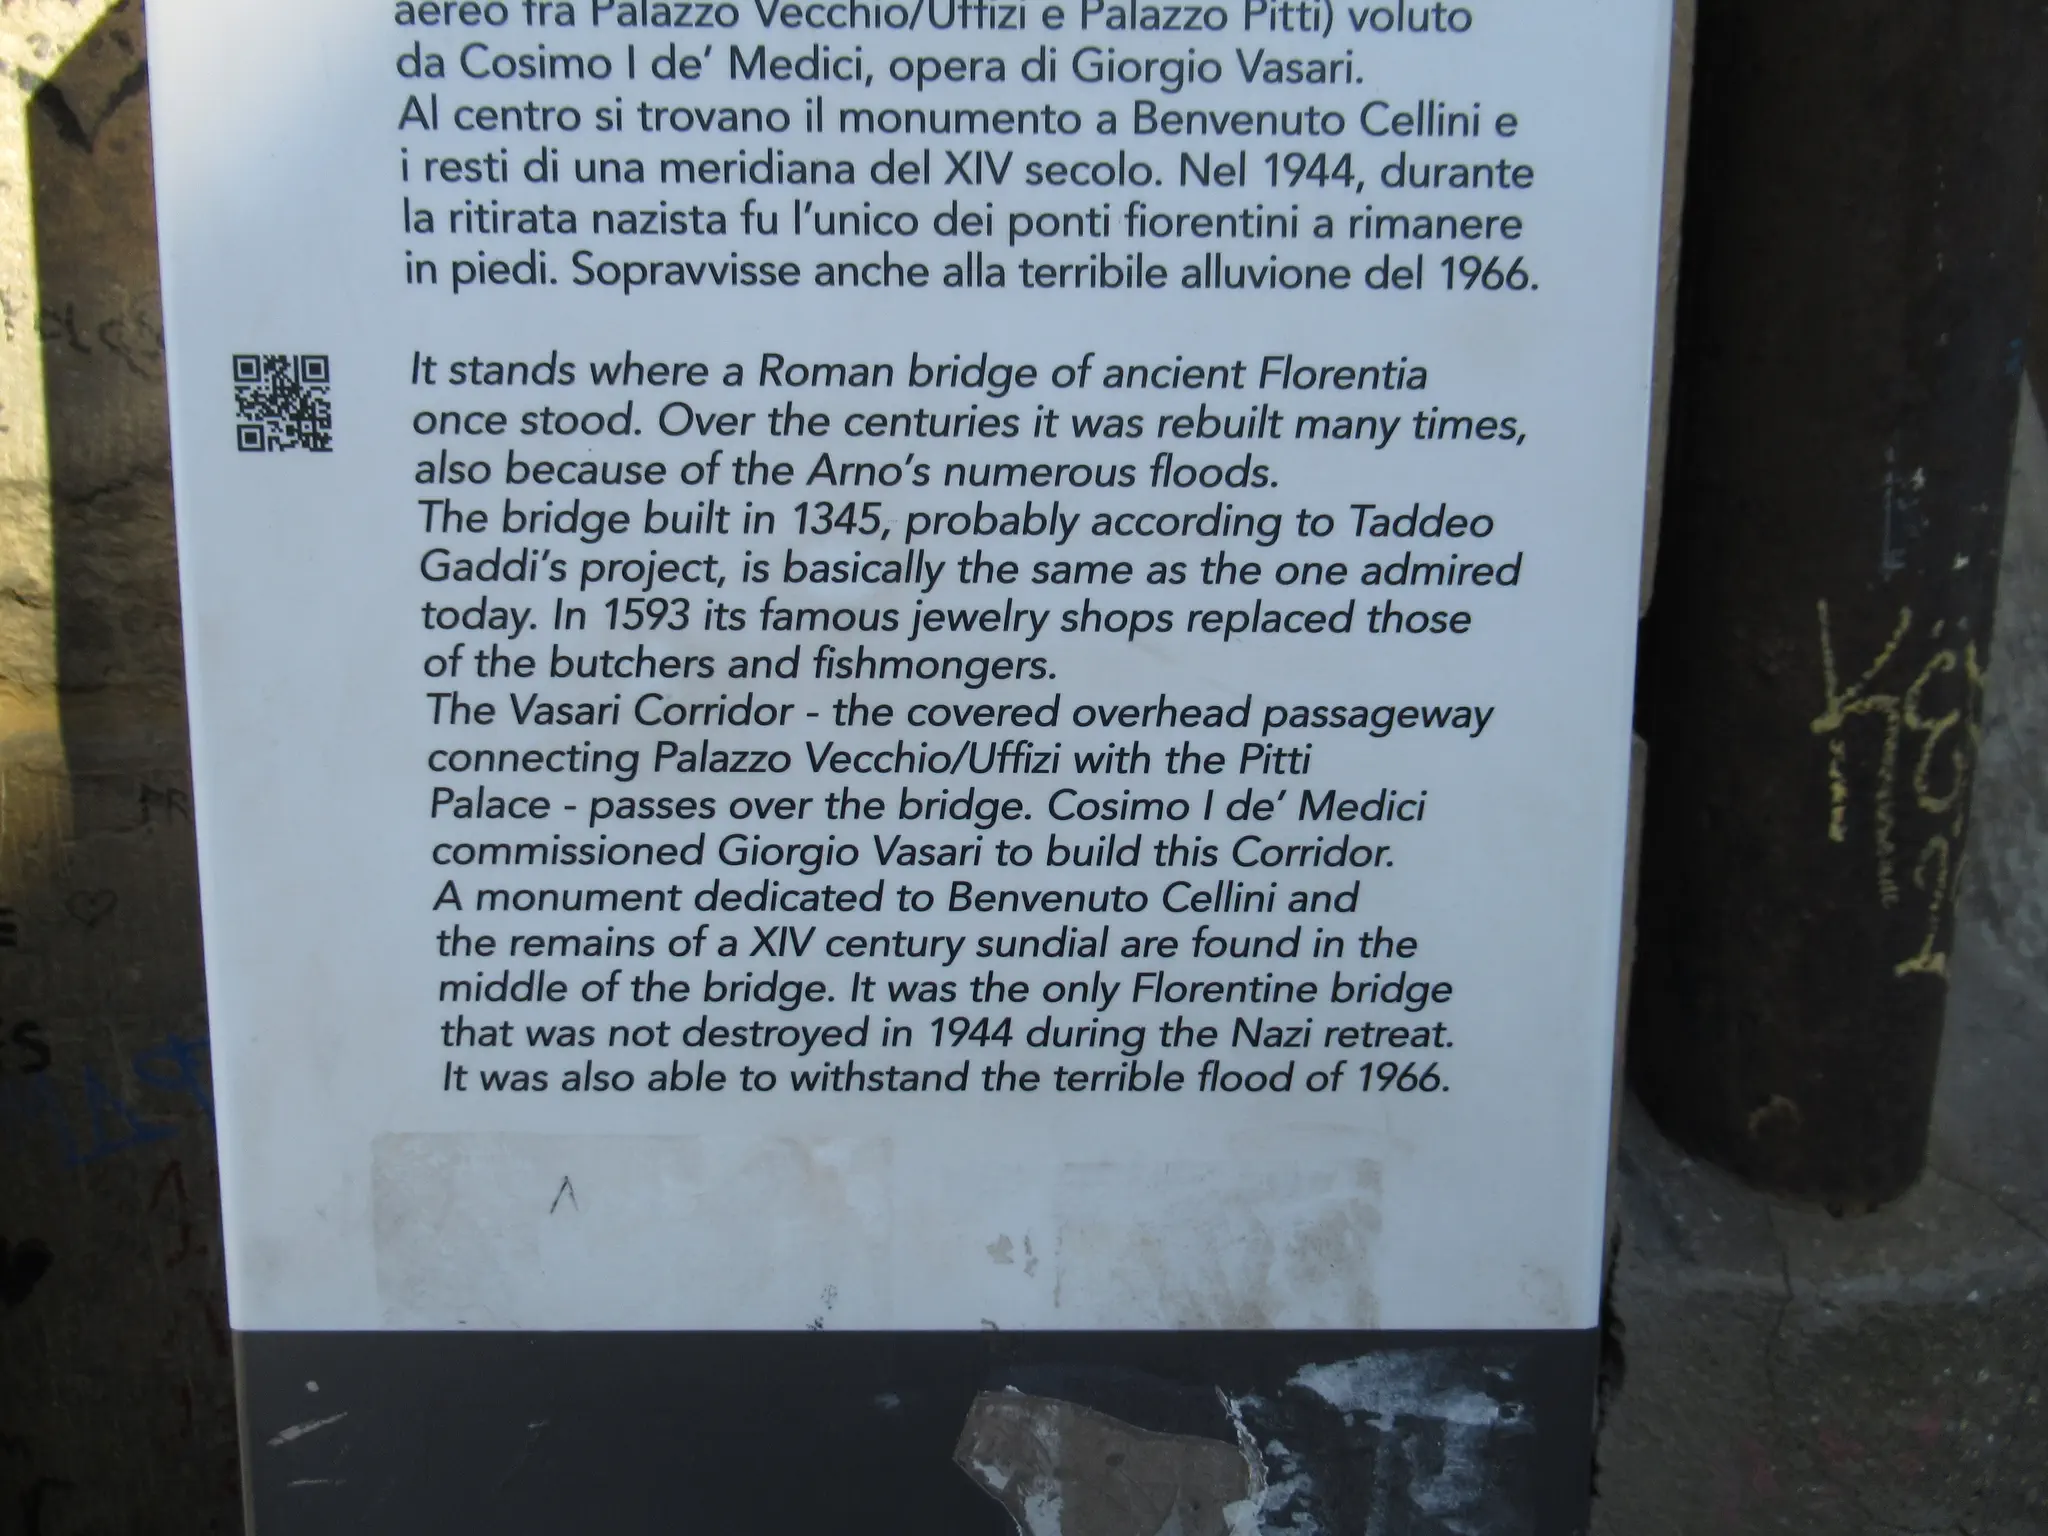 aereo fra Palazzo Vecchio/Uffizi e Palazzo Pitti) voluto
da Cosimo I de’ Medici, opera di Giorgio Vasari.
Al centro si trovano il monumento a Benvenuto Cellini e
i resti di una meridiana del XIV secolo. Nel 1944, durante
la ritirata nazista fu l’unico dei ponti fiorentini a rimanere
in piedi. Sopravvisse anche alla terribile alluvione del 1966.
It stands where a Roman bridge of ancient Florentia
once stood. Over the centuries it was rebuilt many times,
also because of the Arno’s numerous floods.
The bridge built in 1345, probably according to Taddeo
Gaddi’s project, is basically the same as the one admired
today. In 1593 its famous jewelry shops replaced those
of the butchers and fishmongers.
The Vasari Corridor - the covered overhead passageway
connecting Palazzo Vecchio/Uffizi with the Pitti
Palace - passes over the bridge. Cosimo I de’ Medici
commissioned Giorgio Vasari to build this Corridor.
A monument dedicated to Benvenuto Cellini and
the remains of a XIV century sundial are found in the
middle of the bridge. It was the only Florentine bridge
that was not destroyed in 1944 during the Nazi retreat.
It was also able to withstand the terrible flood of 1966.